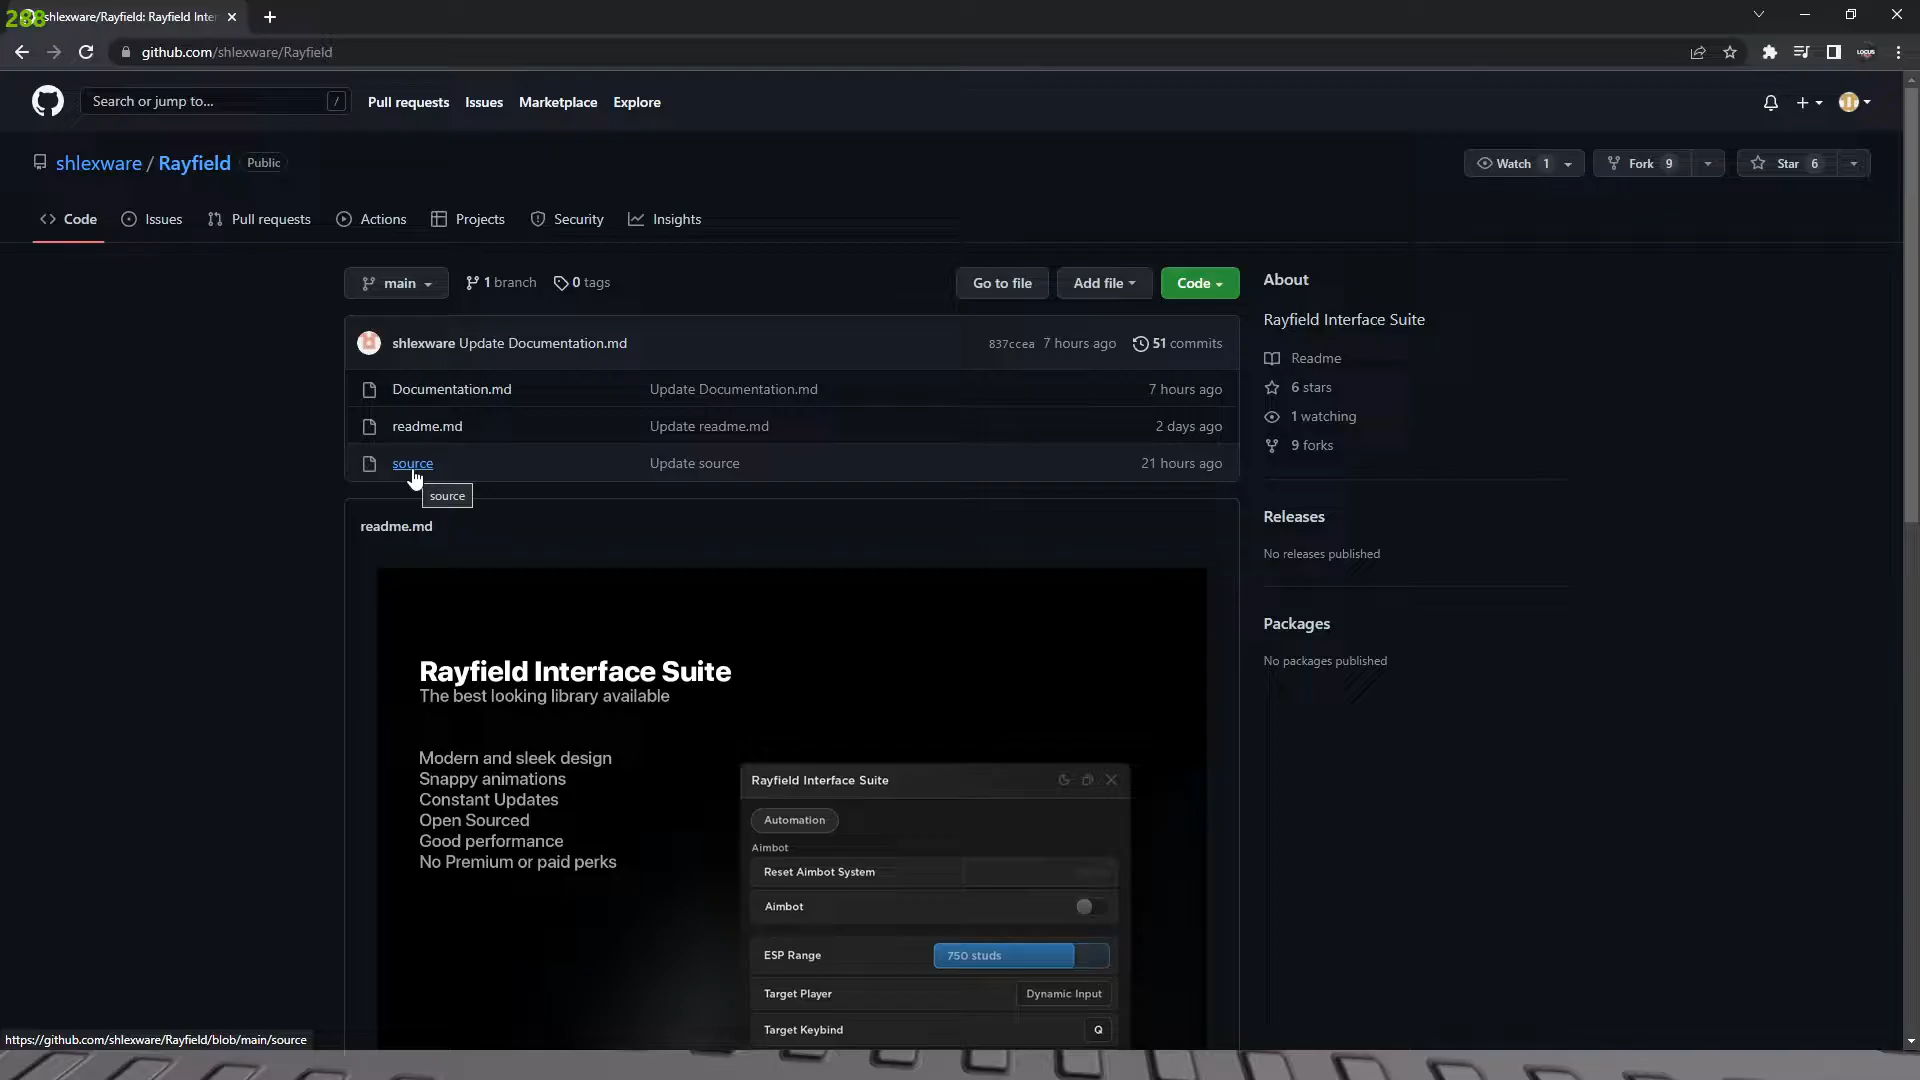 288
shlexware/Rayfield: Rayfield Inter
github.com/shlexware/Rayfield
LOCUS
Search or jump to...
/
Pull requests
Issues
Marketplace
Explore
shlexware / Rayfield
Public
Watch 1
Fork 9
Star 6
Code
Issues
Pull requests
Actions
Projects
Security
Insights
main
1 branch
0 tags
Go to file
Add file
Code
About
Rayfield Interface Suite
Readme
6 stars
1 watching
9 forks
shlexware Update Documentation.md
837ccea 7 hours ago
51 commits
Documentation.md
Update Documentation.md
7 hours ago
readme.md
Update readme.md
2 days ago
source
Update source
21 hours ago
source
Releases
No releases published
Packages
No packages published
readme.md
Rayfield Interface Suite
The best looking library available
Modern and sleek design
Snappy animations
Constant Updates
Open Sourced
Good performance
No Premium or paid perks
Rayfield Interface Suite
Automation
Aimbot
Reset Aimbot System
Aimbot
ESP Range
750 studs
Target Player
Dynamic Input
Target Keybind
Q
https://github.com/shlexware/Rayfield/blob/main/source